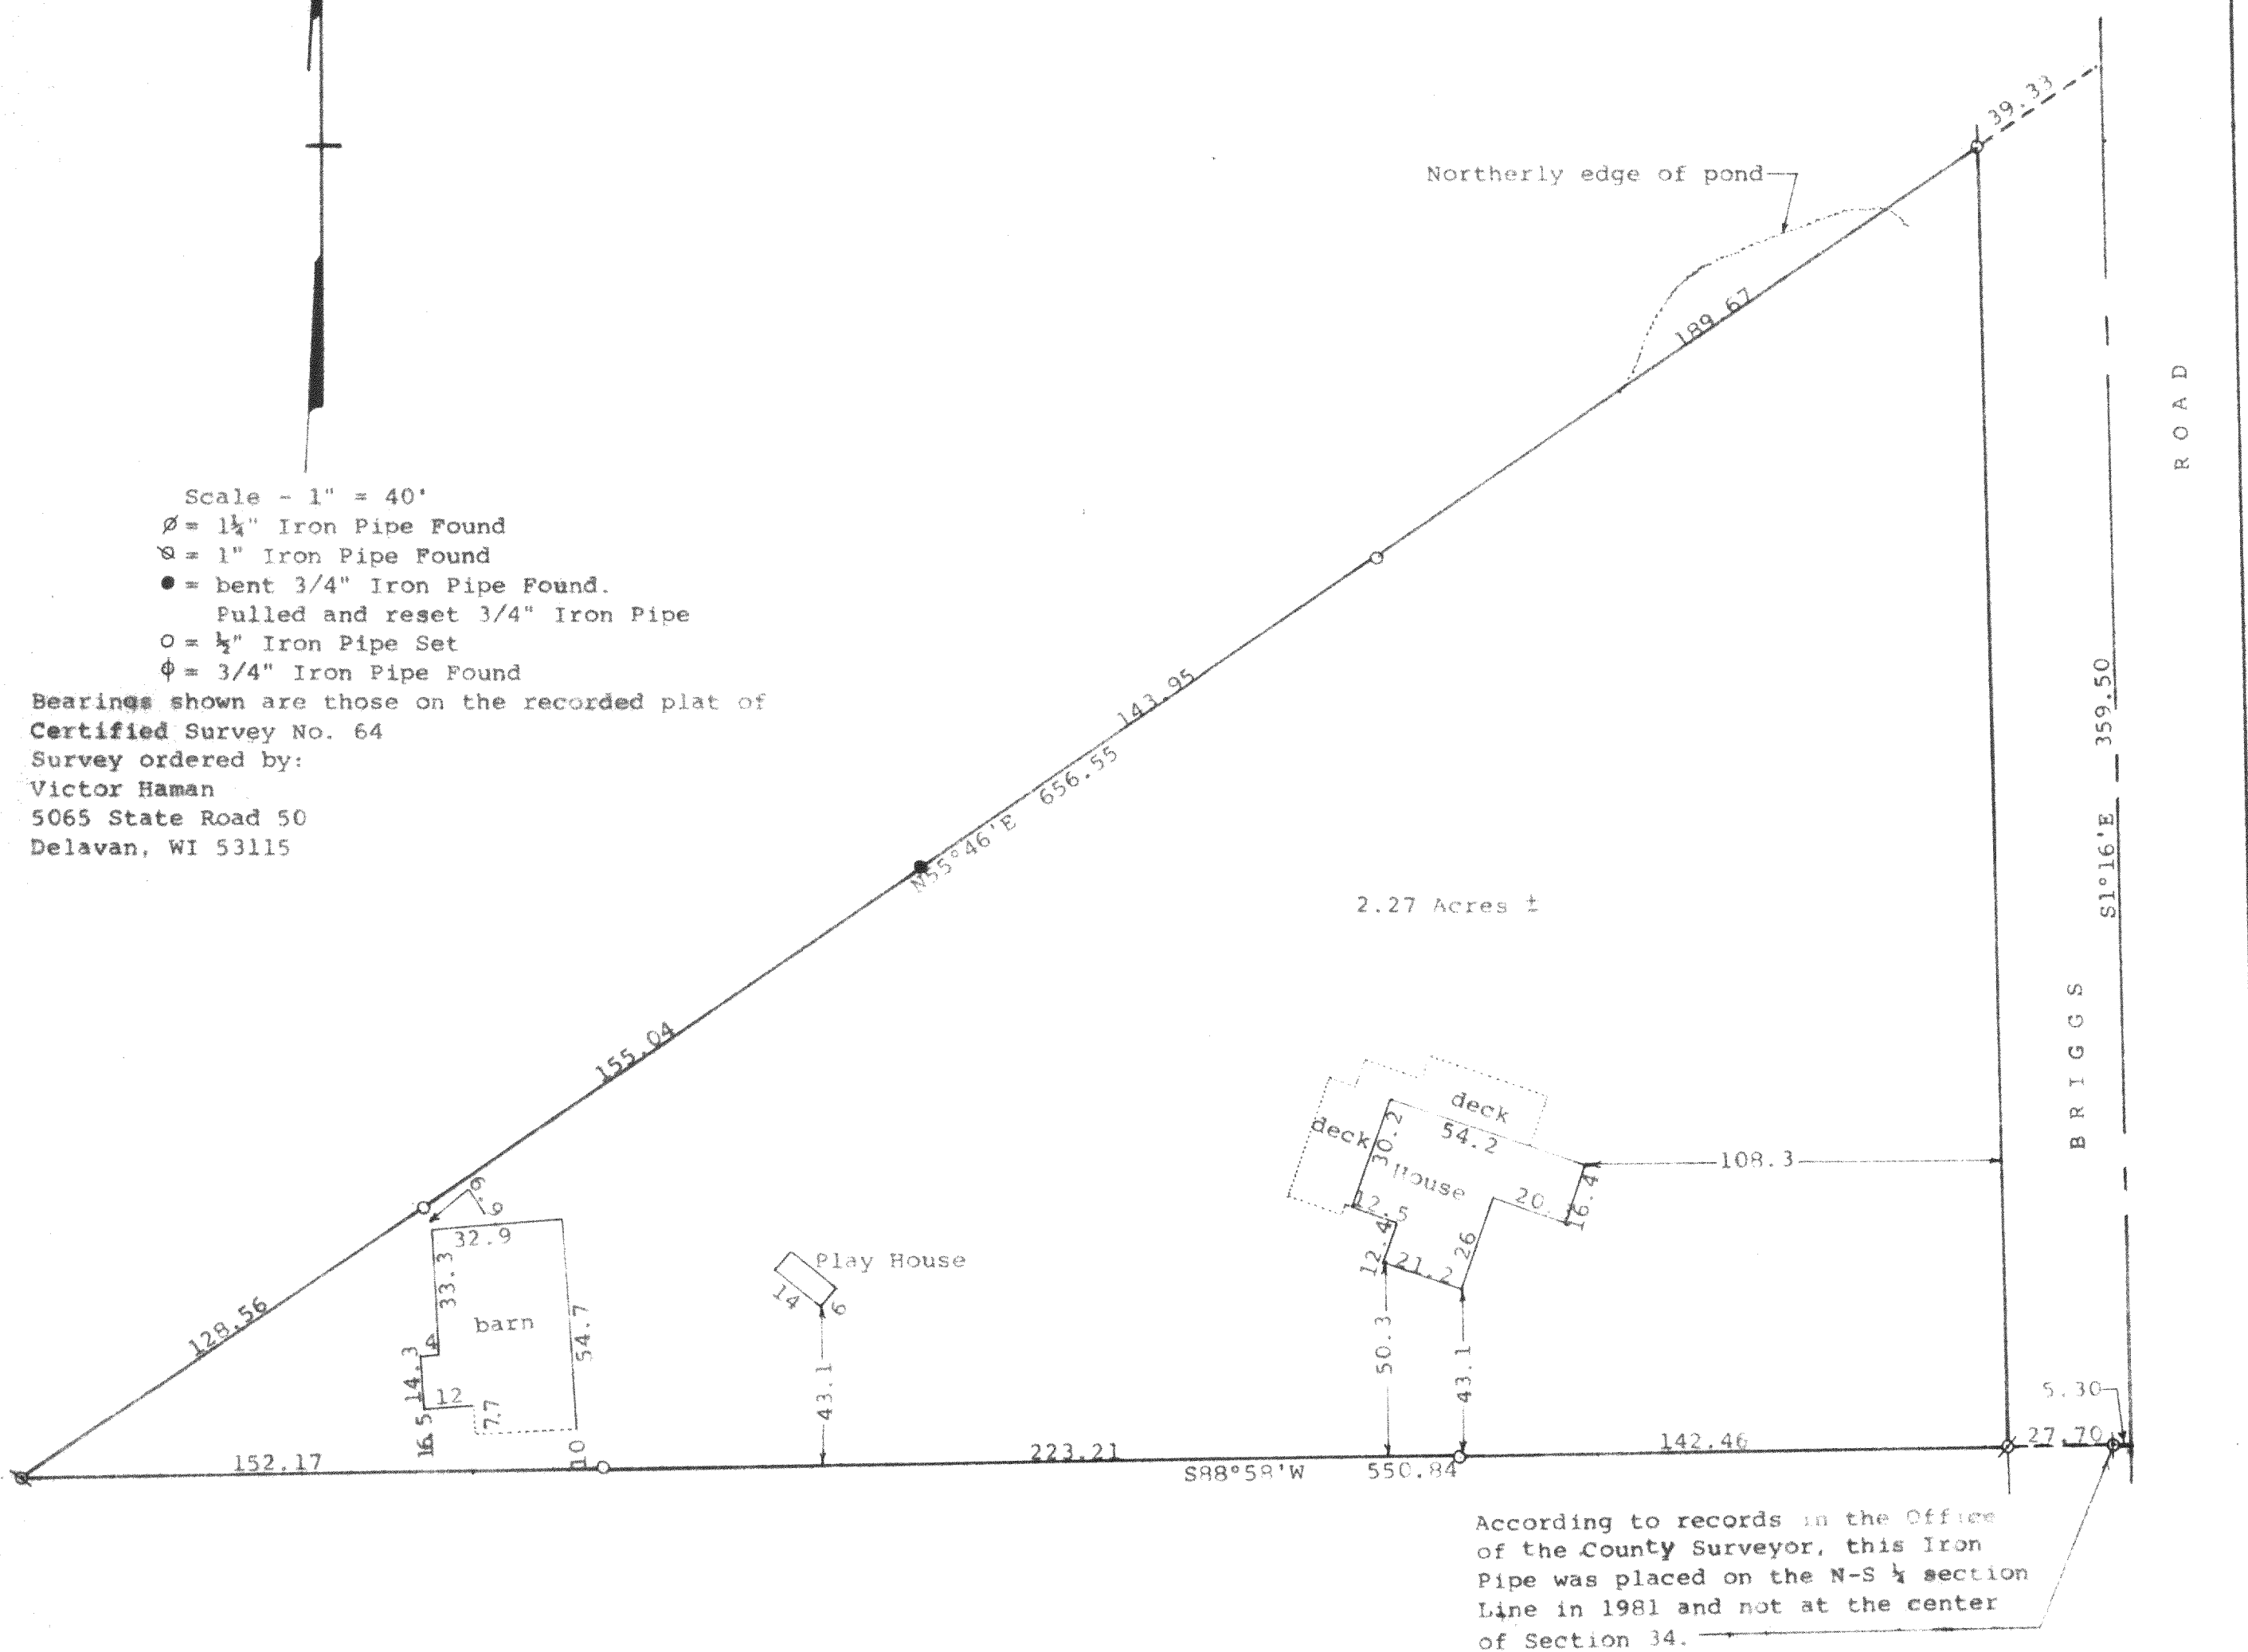 39.33
Northerly edge of pond
189.67
ROAD
Scale - 1" = 40'
∅ = 1¼" Iron Pipe Found
= 1" Iron Pipe Found
● = bent 3/4" Iron Pipe Found.
Pulled and reset 3/4" Iron Pipe
O = ½" Iron Pipe Set
ϕ = 3/4" Iron Pipe Found
Bearings shown are those on the recorded plat of
Certified Survey No. 64
Survey ordered by:
Victor Haman
5065 State Road 50
Delavan, WI 53115
143.95
N55°46'E 656.55
S1°16'E 359.50
2.27 Acres ±
BRIGGS
155.04
deck
deck
54.2
30.2
House
108.3
12.5
20.
16.4
12.4
21.2
26
6.9
32.9
33.3
barn
54.7
4
14.3
12
7.7
16.5
10
Play House
14
6
43.1
50.3
43.1
128.56
152.17
223.21
142.46
27.70
5.30
S88°58'W 550.84
According to records in the Office
of the County Surveyor, this Iron
Pipe was placed on the N-S ¼ section
Line in 1981 and not at the center
of Section 34.